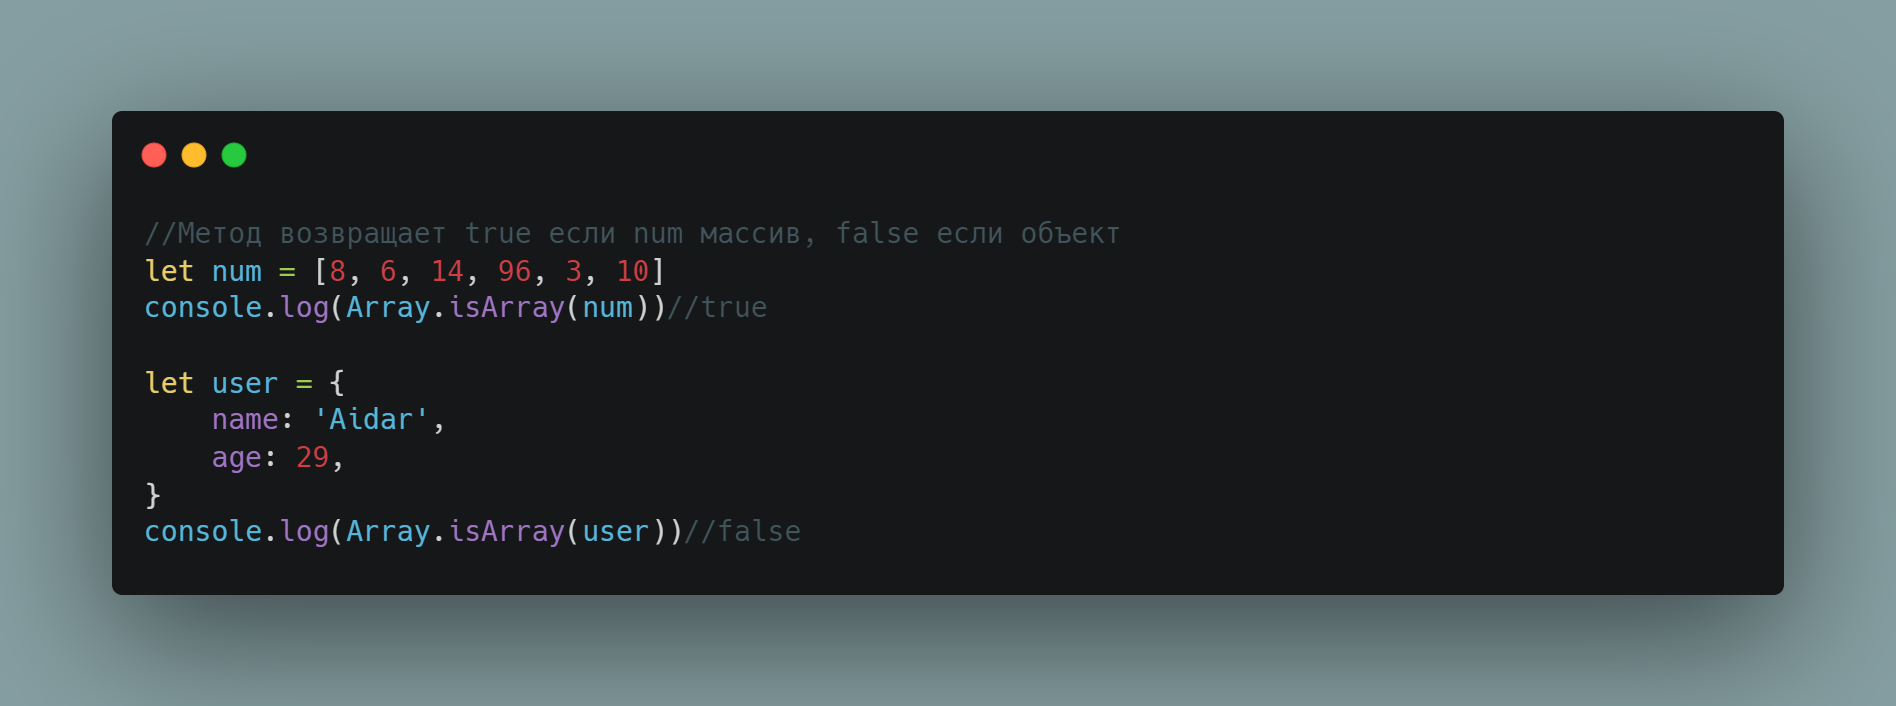 //Метод возвращает true если num массив, false если объект
let num = [8, 6, 14, 96, 3, 10]
console.log(Array.isArray(num))//true
let user = {
    name: 'Aidar',
    age: 29,
}
console.log(Array.isArray(user))//false